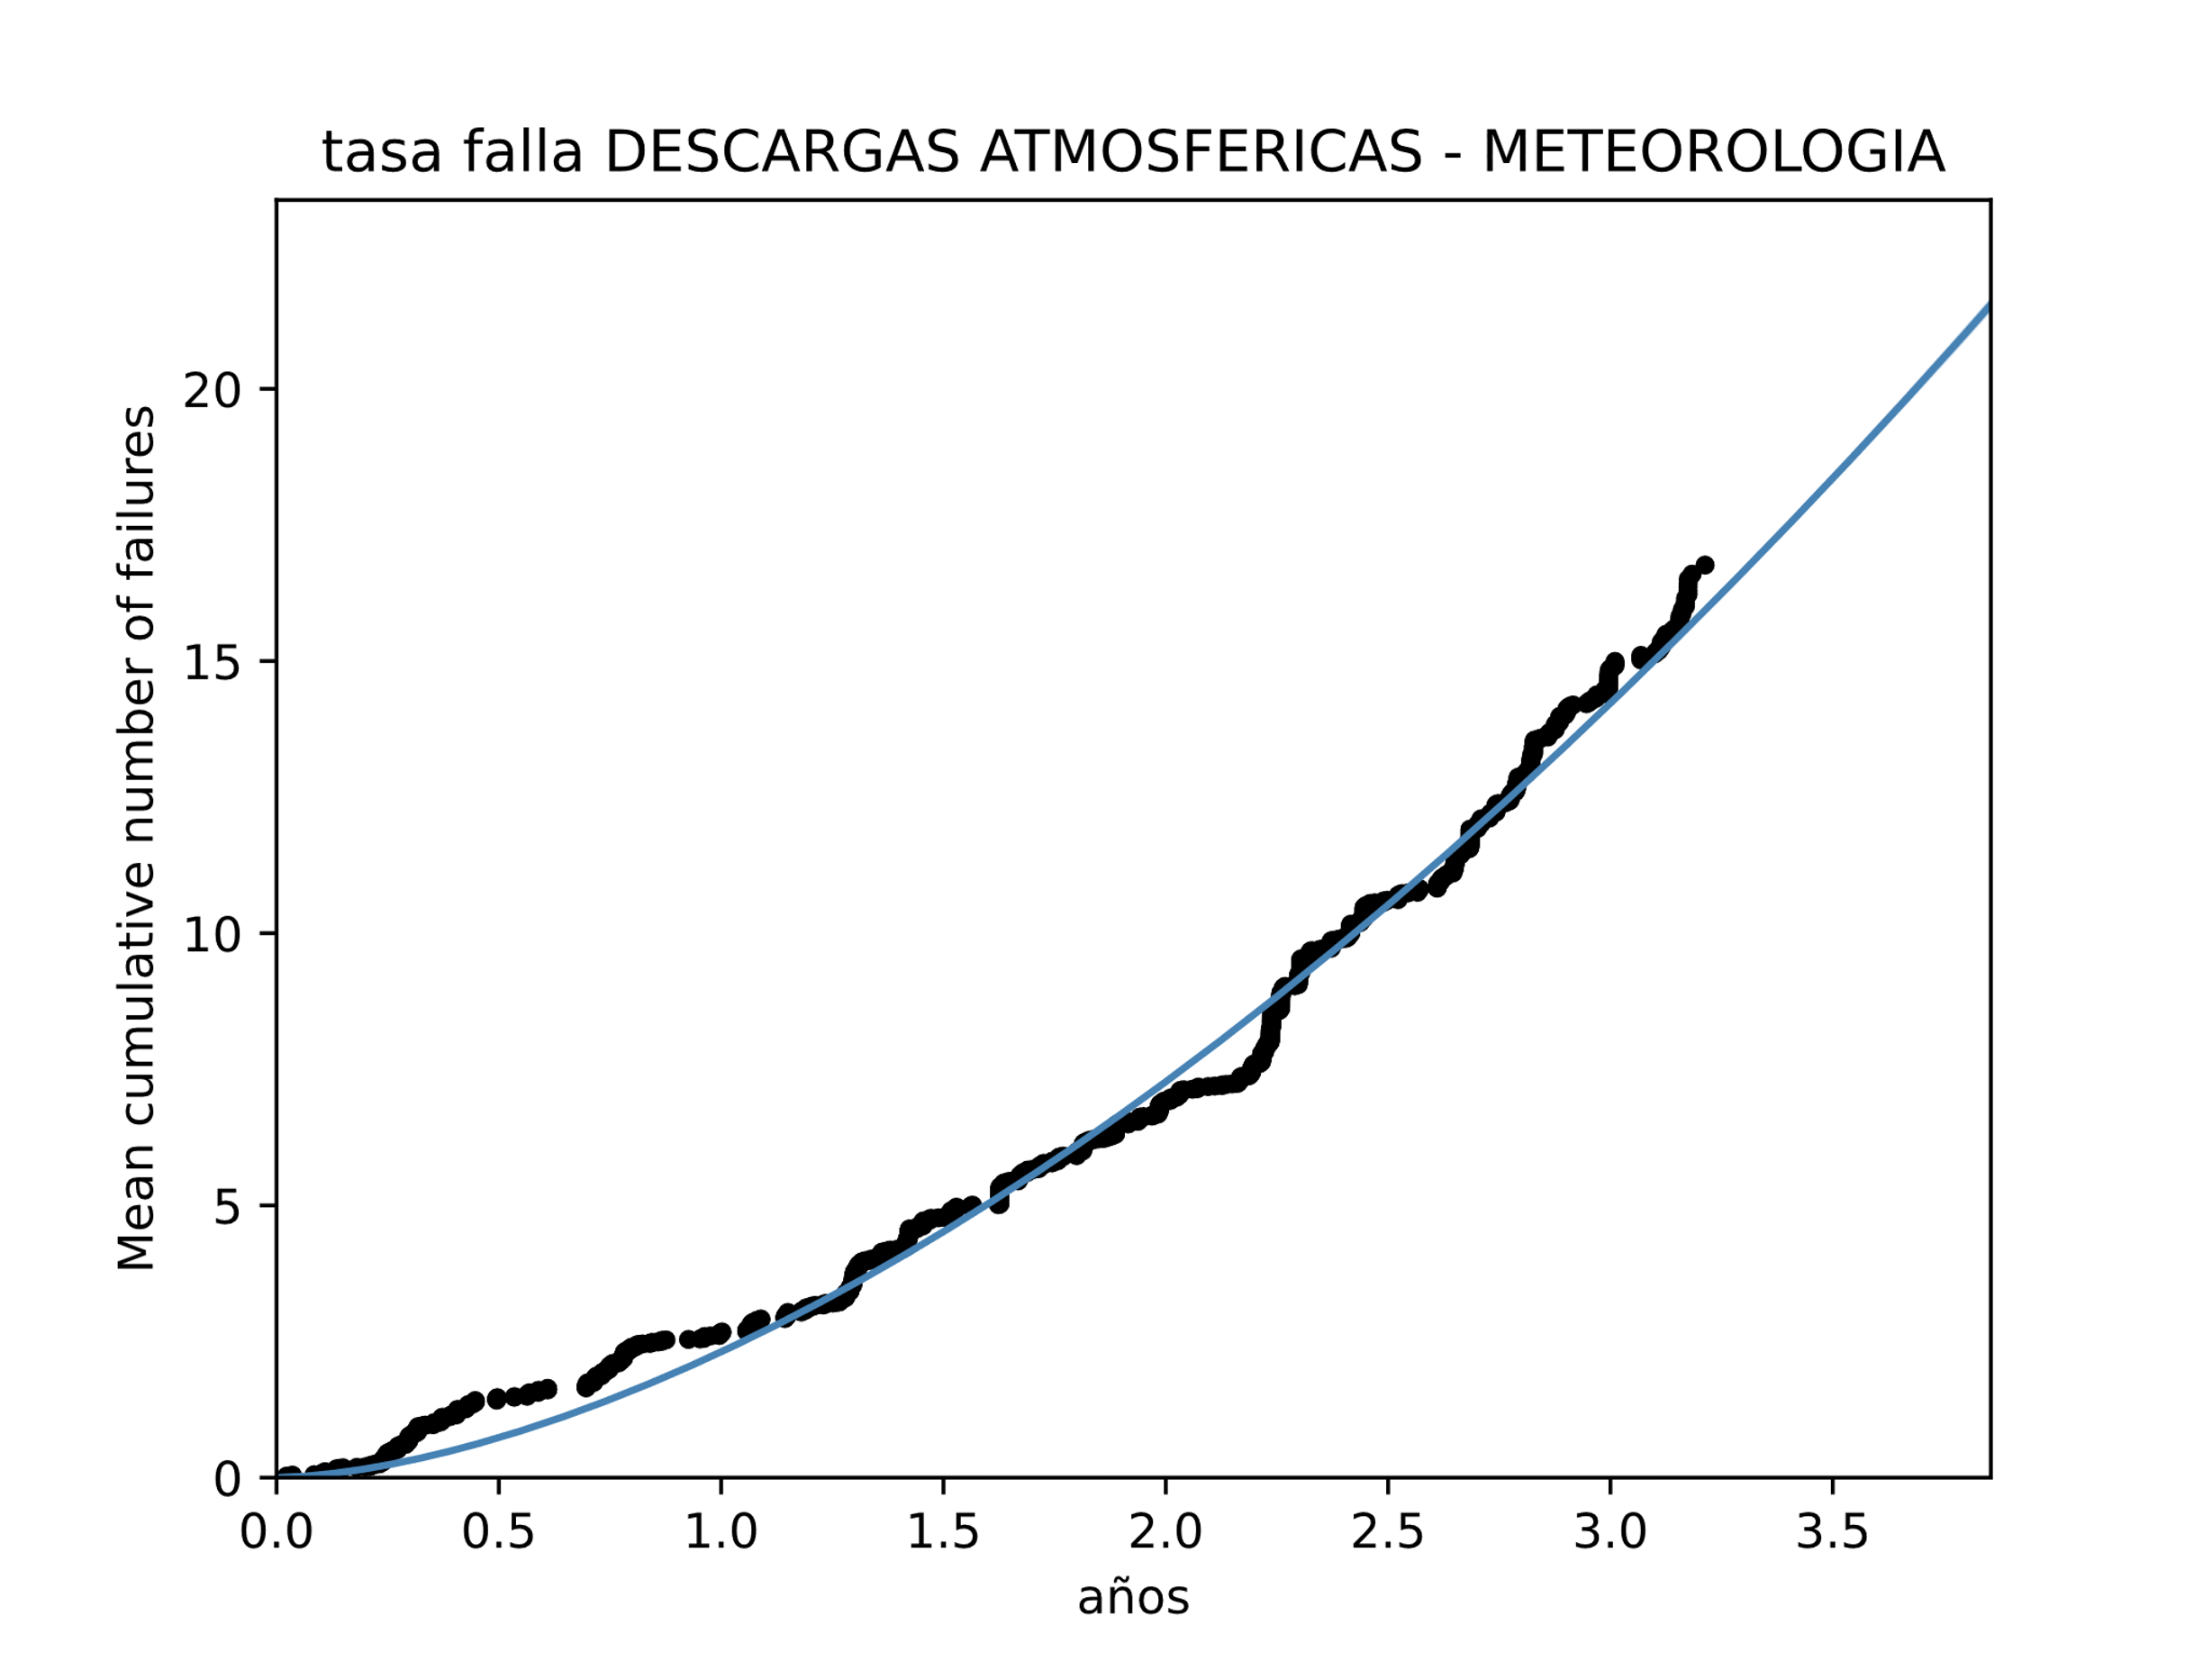 tasa falla DESCARGAS ATMOSFERICAS - METEOROLOGIA
Mean cumulative number of failures
20
15
10
5
0
0.0 0.5 1.0 1.5 2.0 2.5 3.0 3.5
años